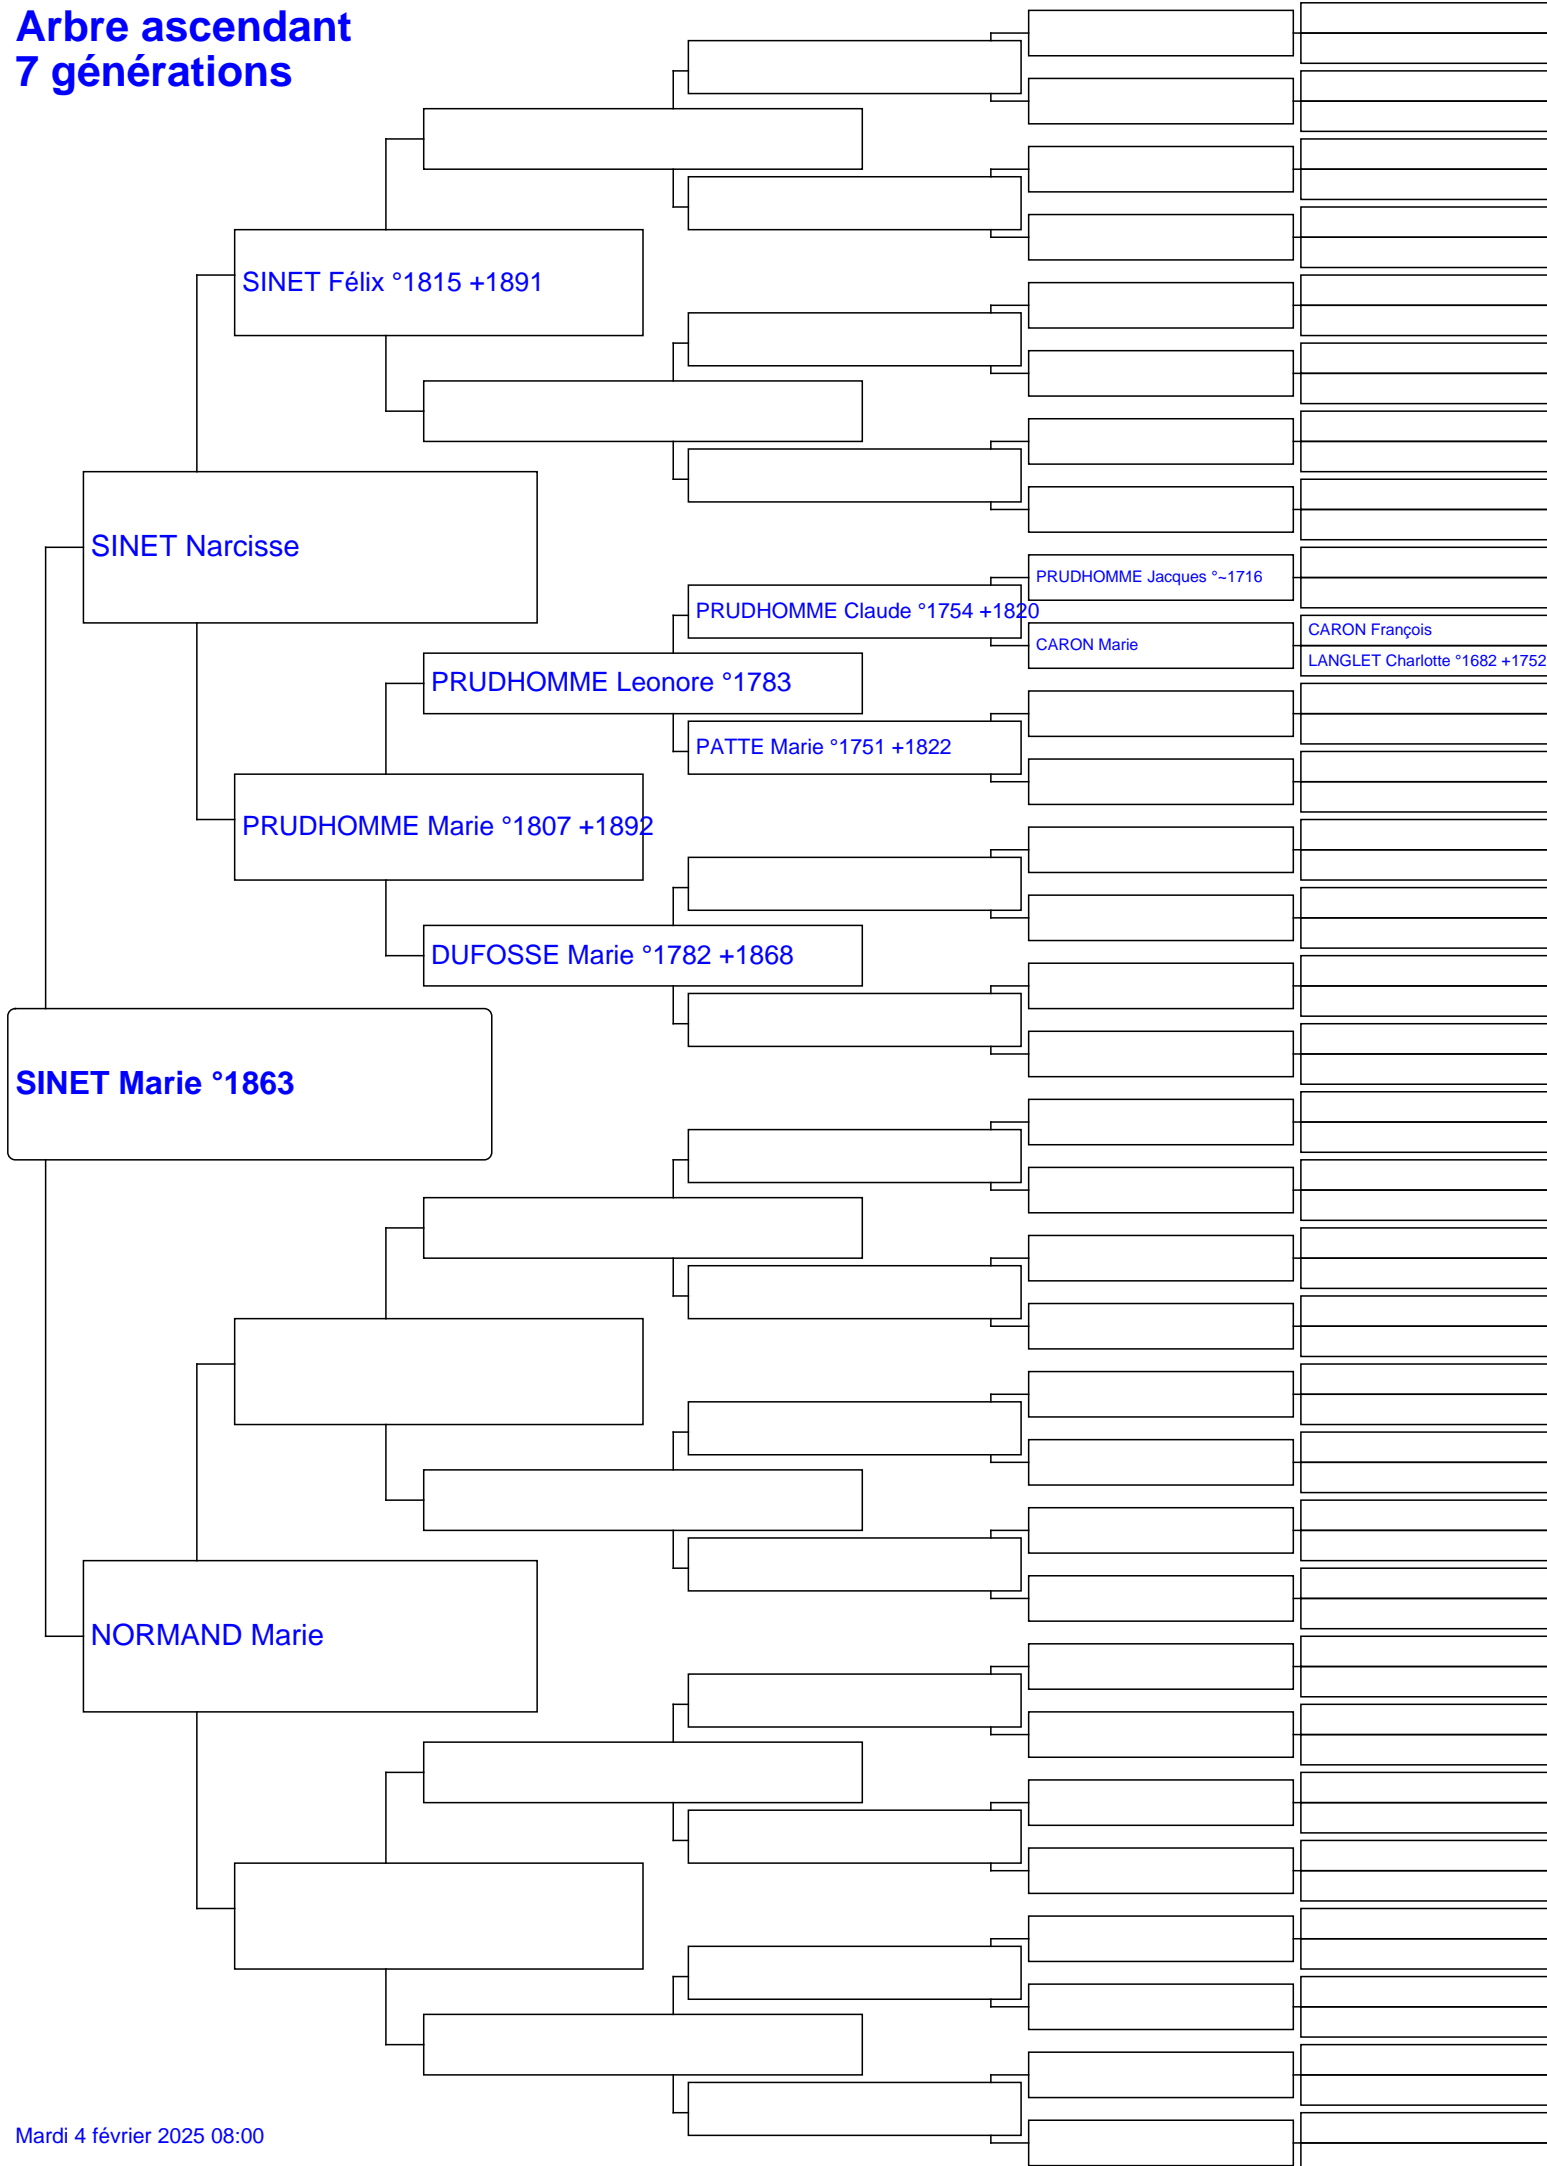 Arbre ascendant
7 générations
SINET Félix °1815 +1891
SINET Narcisse
PRUDHOMME Jacques °~1716
PRUDHOMME Claude °1754 +1820
CARON François
CARON Marie
LANGLET Charlotte °1682 +1752
PRUDHOMME Leonore °1783
PATTE Marie °1751 +1822
PRUDHOMME Marie °1807 +1892
DUFOSSE Marie °1782 +1868
SINET Marie °1863
NORMAND Marie
Mardi 4 février 2025 08:00